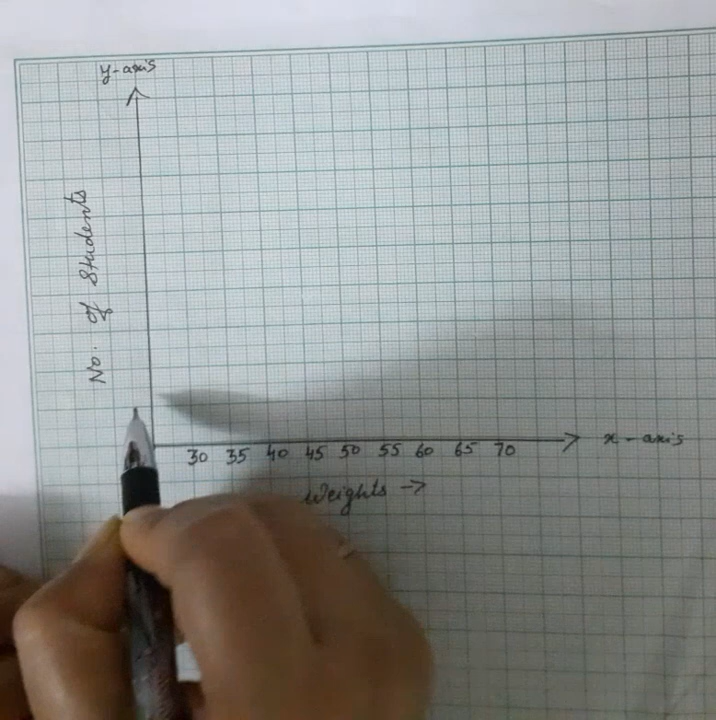 y-axis
No. of Students
x-axis
30 35 40 45 50 55 60 65 70
Weights →